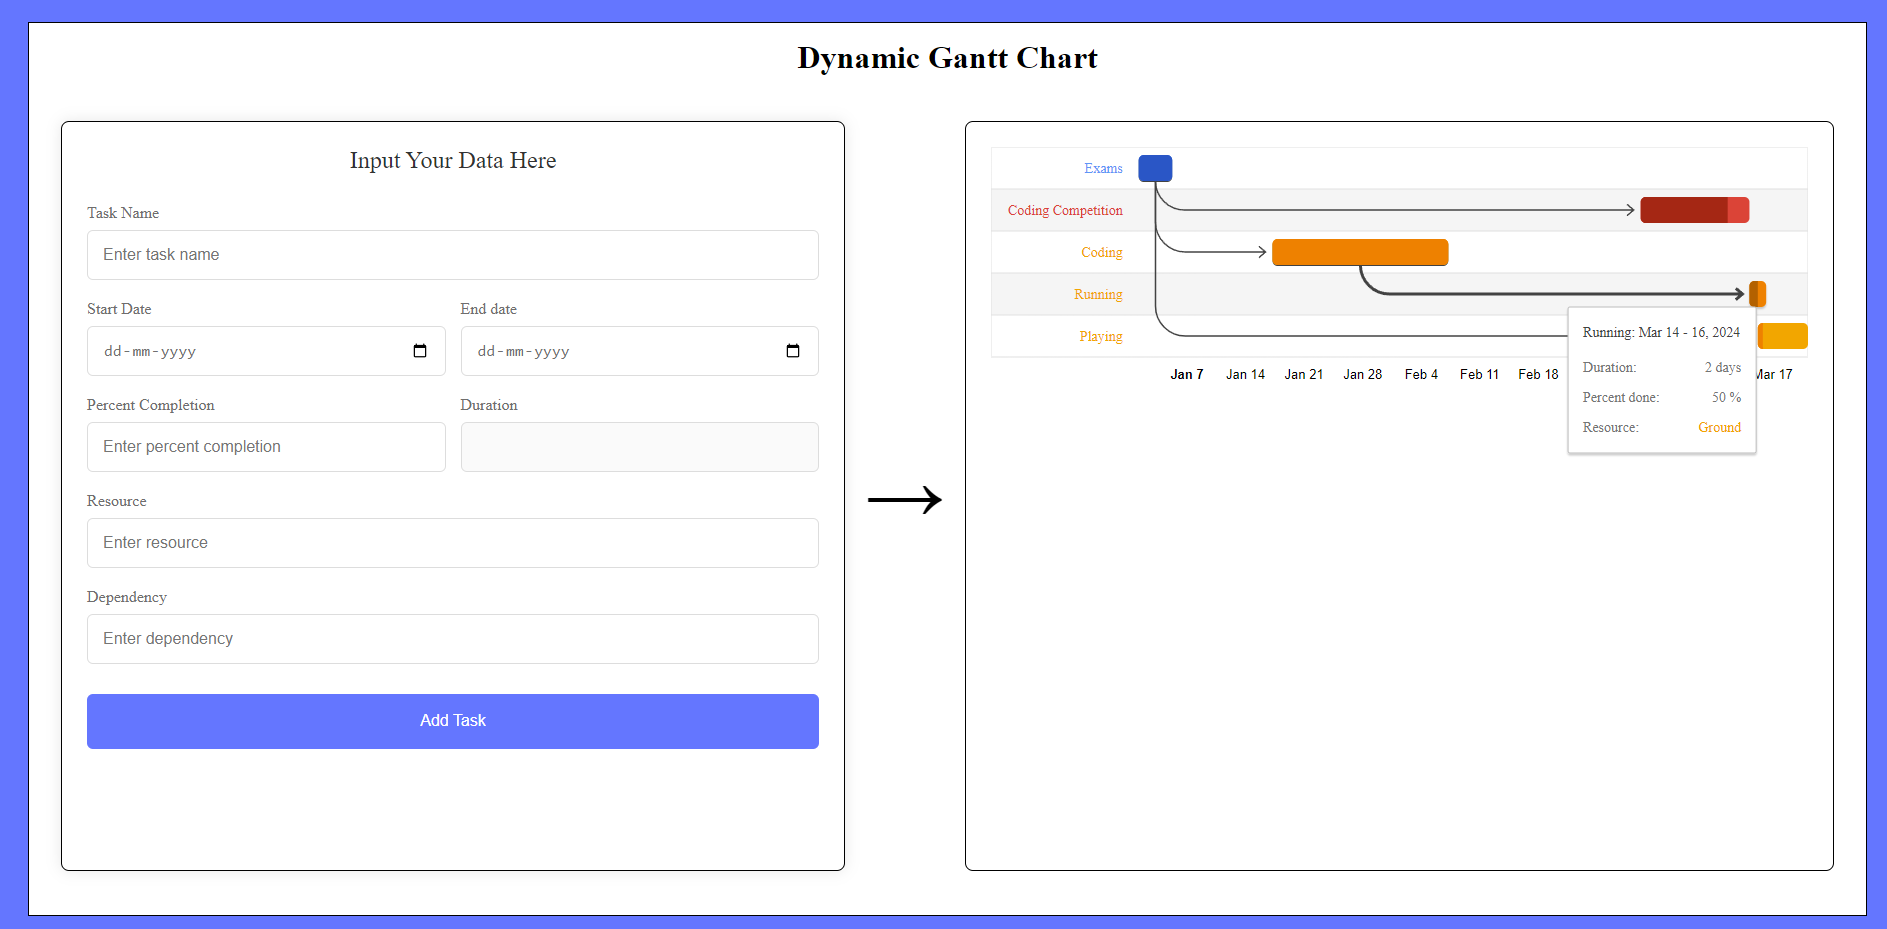 Dynamic Gantt Chart
Input Your Data Here
Task Name
Enter task name
Start Date End date
dd-mm-yyyy dd-mm-yyyy
Percent Completion Duration
Enter percent completion
Resource
Enter resource
Dependency
Enter dependency
Add Task
Exams
Coding Competition
Coding
Running
Playing
Jan 7 Jan 14 Jan 21 Jan 28 Feb 4 Feb 11 Feb 18 Mar 17
Running: Mar 14 - 16, 2024
Duration: 2 days
Percent done: 50 %
Resource: Ground